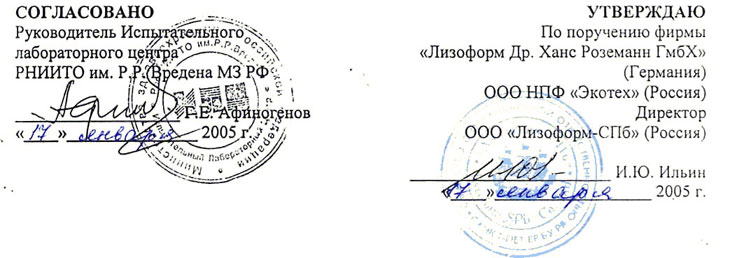 СОГЛАСОВАНО
Руководитель Испытательного
лабораторного центра
РНИИТО им. Р.Р.Вредена МЗ РФ
Г.Е. Афиногенов
«17» января 2005 г.
УТВЕРЖДАЮ
По поручению фирмы
«Лизоформ Др. Ханс Роземанн ГмбХ»
(Германия)
ООО НПФ «Экотех» (Россия)
Директор
ООО «Лизоформ-СПб» (Россия)
И.Ю. Ильин
«17» января 2005 г.